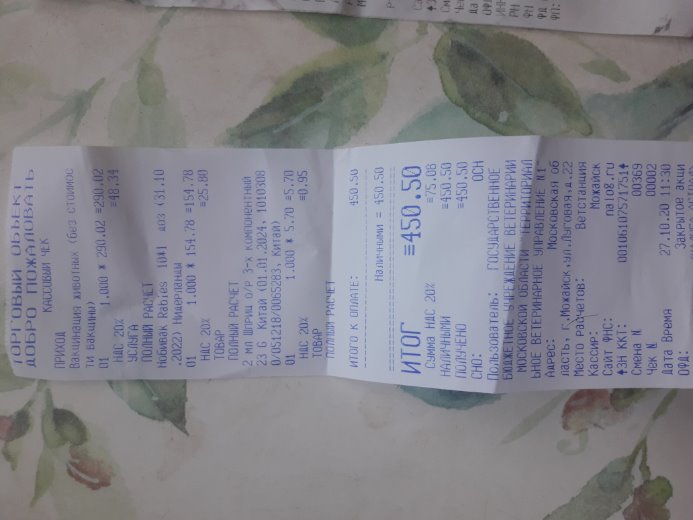 ТОРГОВЫЙ ОБЪЕКТ
ДОБРО ПОЖАЛОВАТЬ
КАССОВЫЙ ЧЕК
ПРИХОД
Вакцинация животных (без стоимос
ти вакцины)
01 1.000 * 290.02 ≡290.02
НДС 20% ≡48.34
УСЛУГА
ПОЛНЫЙ РАСЧЕТ
Нобивак Rabies 10*1 доз (31.10
.2022) Нидерланды
01 1.000 * 154.78 ≡154.78
НДС 20% ≡25.80
ТОВАР
ПОЛНЫЙ РАСЧЕТ
2 мл Шприц о/р 3-х компонентный
23 G Китай (01.01.2024, 1010308
0/051218/0065283, Китай)
01 1.000 * 5.70 ≡5.70
НДС 20% ≡0.95
ТОВАР
ПОЛНЫЙ РАСЧЕТ
ИТОГО К ОПЛАТЕ: 450.50
Наличными = 450.50
ИТОГ ≡450.50
Сумма НДС 20% ≡75.08
НАЛИЧНЫМИ ≡450.50
ПОЛУЧЕНО ≡450.50
СНО: ОСН
Пользователь: ГОСУДАРСТВЕННОЕ
БЮДЖЕТНОЕ УЧРЕЖДЕНИЕ ВЕТЕРИНАРИИ
МОСКОВСКОЙ ОБЛАСТИ "ТЕРРИТОРИАЛ
ЬНОЕ ВЕТЕРИНАРНОЕ УПРАВЛЕНИЕ №1"
Адрес: Московская об
ласть, г.Можайск,ул.Луговая,д.22
Место расчетов: Ветстанция
Кассир: Можайск
Сайт ФНС: nalog.ru
ЗН ККТ: 00106107571751
Смена N 00369
Чек N 00002
Дата Время 27.10.20 11:30
ОФД: Закрытое акци